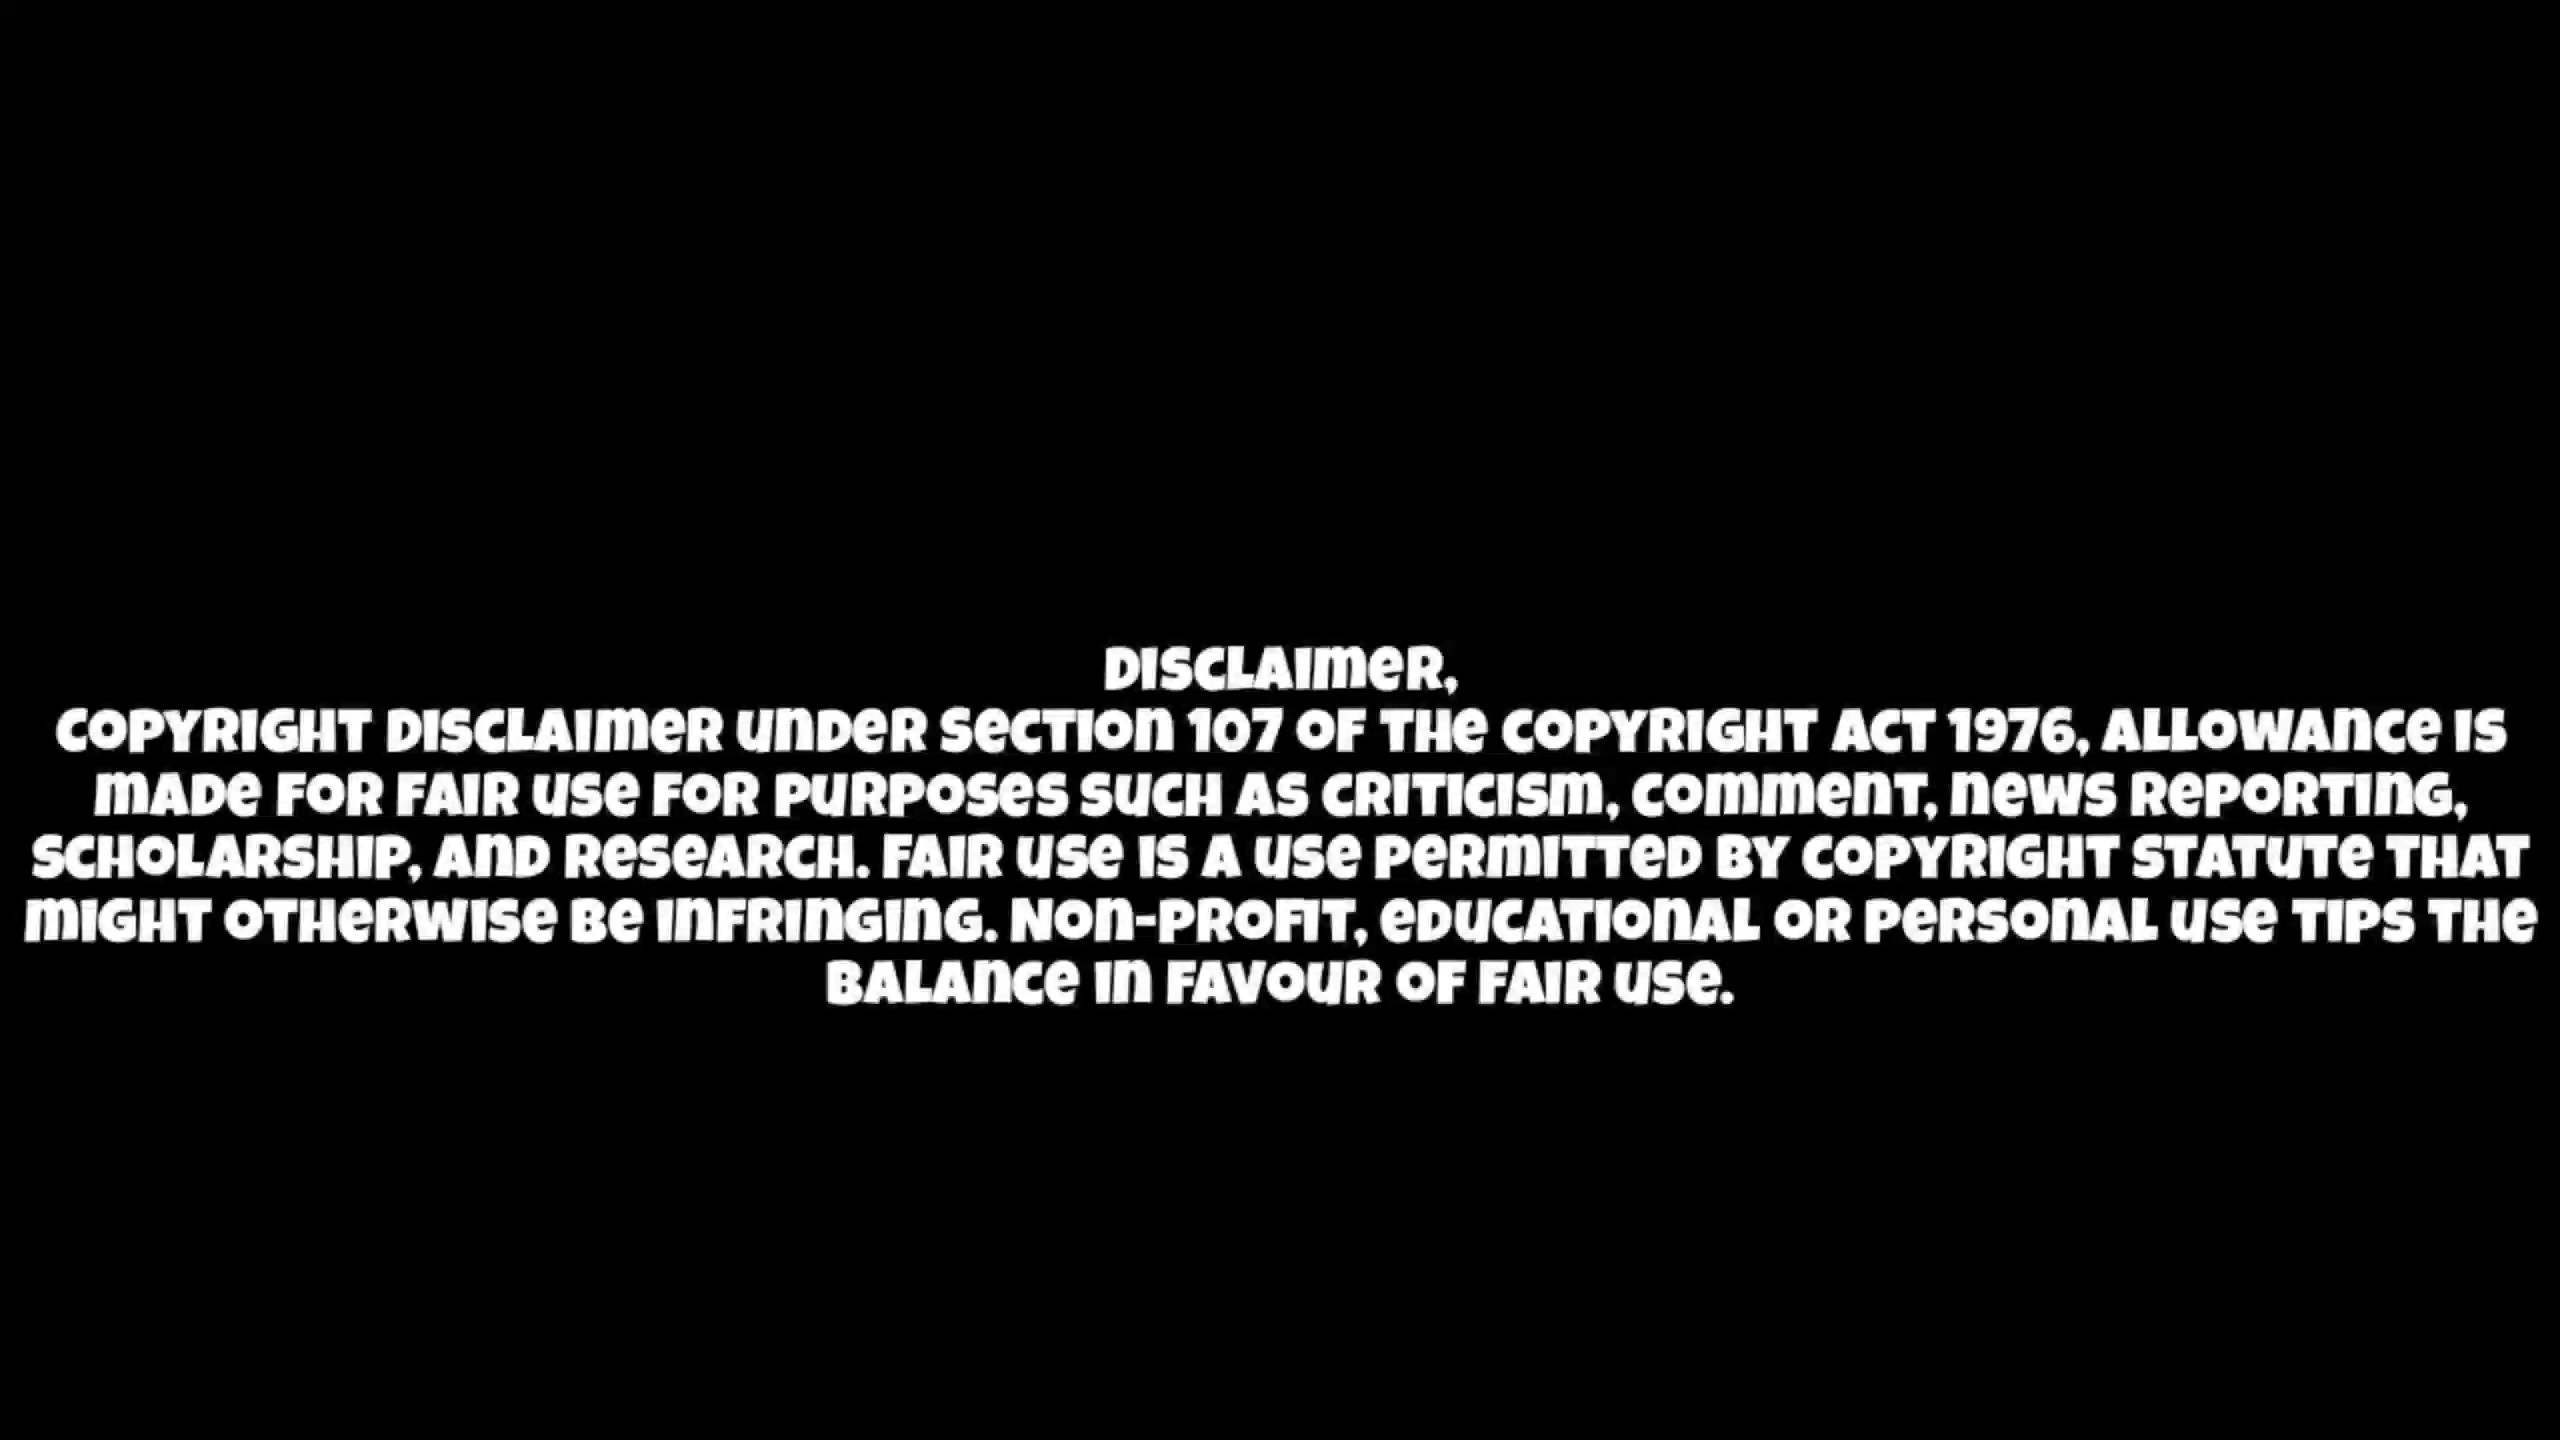 DISCLAIMER,
COPYRIGHT DISCLAIMER UNDER SECTION 107 OF THE COPYRIGHT ACT 1976, ALLOWANCE IS
MADE FOR FAIR USE FOR PURPOSES SUCH AS CRITICISM, COMMENT, NEWS REPORTING,
SCHOLARSHIP, AND RESEARCH. FAIR USE IS A USE PERMITTED BY COPYRIGHT STATUTE THAT
MIGHT OTHERWISE BE INFRINGING. NON-PROFIT, EDUCATIONAL OR PERSONAL USE TIPS THE
BALANCE IN FAVOUR OF FAIR USE.